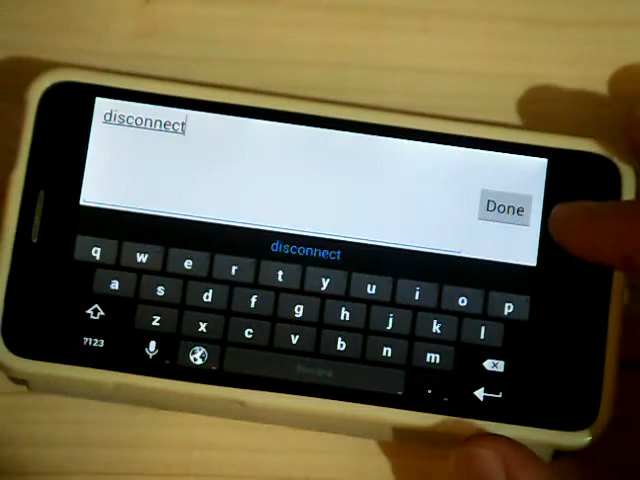 disconnect
Done
disconnect
q w e r t y u i o p
a s d f g h j k l
z x c v b n m
?123